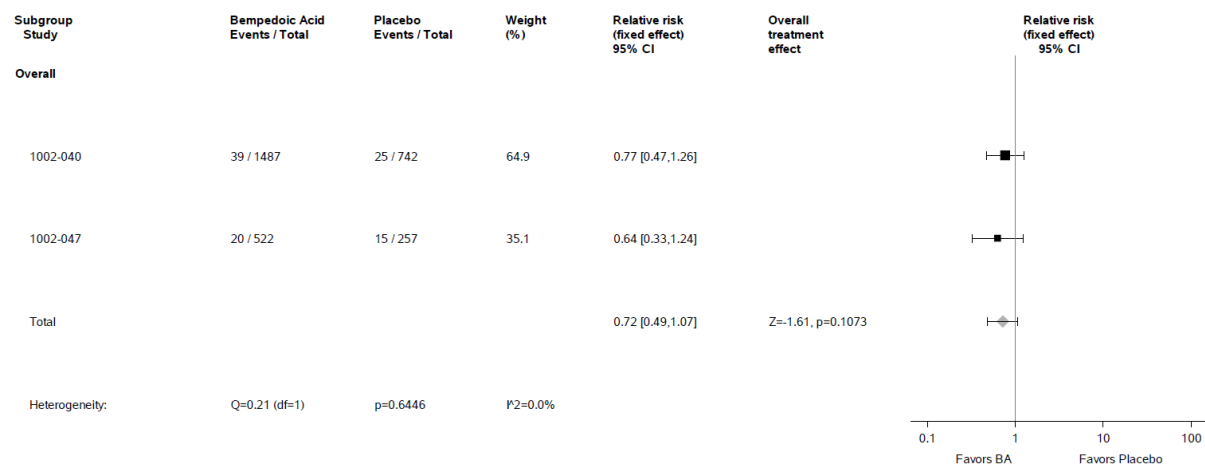 Subgroup Bempedoic Acid Placebo Weight Relative risk Overall Relative risk
Study Events / Total Events / Total (%) (fixed effect) treatment (fixed effect)
95% CI effect 95% CI
Overall
1002-040 39 / 1487 25 / 742 64.9 0.77 [0.47,1.26]
1002-047 20 / 522 15 / 257 35.1 0.64 [0.33,1.24]
Total 0.72 [0.49,1.07] Z=-1.61, p=0.1073
Heterogeneity: Q=0.21 (df=1) p=0.6446 I^2=0.0%
0.1 1 10 100
Favors BA Favors Placebo